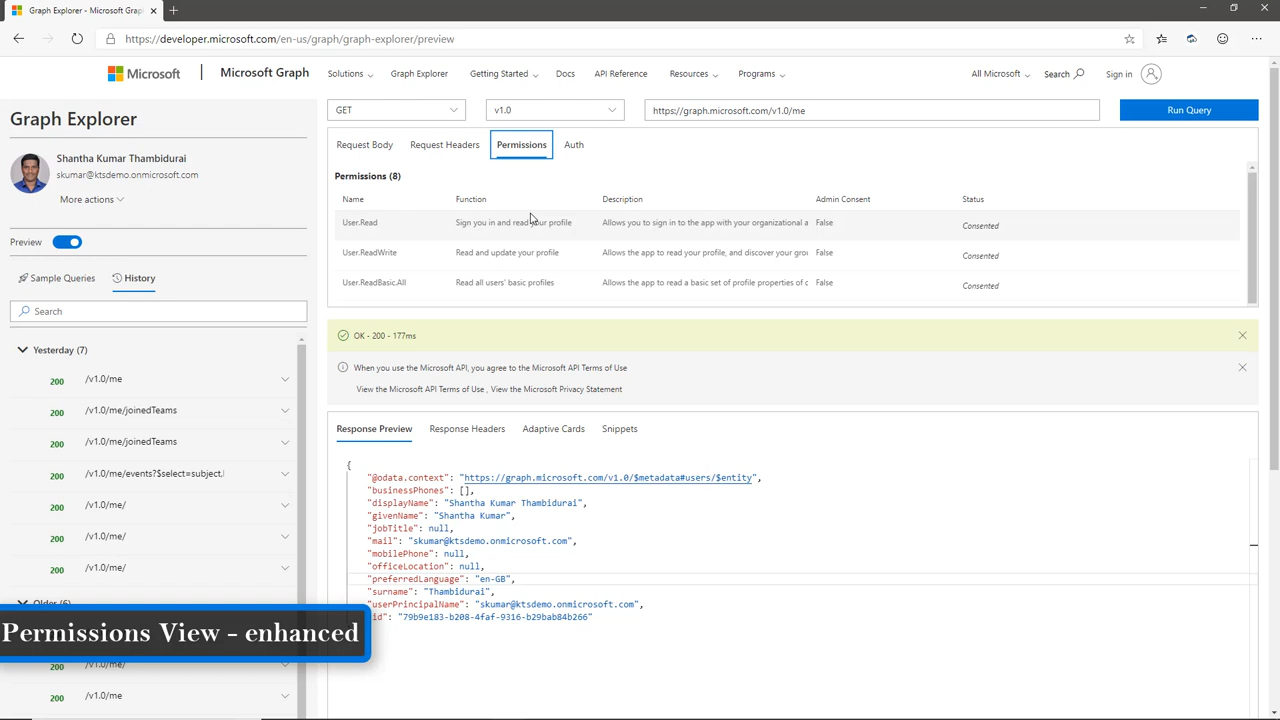 Graph Explorer - Microsoft Grap
https://developer.microsoft.com/en-us/graph/graph-explorer/preview
Microsoft
Microsoft Graph
Solutions
Graph Explorer
Getting Started
Docs
API Reference
Resources
Programs
All Microsoft
Search
Sign in
Graph Explorer
Shantha Kumar Thambidurai
skumar@ktsdemo.onmicrosoft.com
More actions
Preview
Sample Queries
History
Search
Yesterday (7)
200 /v1.0/me
200 /v1.0/me/joinedTeams
200 /v1.0/me/joinedTeams
200 /v1.0/me/events?$select=subject,
200 /v1.0/me/
200 /v1.0/me/
200 /v1.0/me/
Older (6)
200 /v1.0/me/
200 /v1.0/me
GET
v1.0
https://graph.microsoft.com/v1.0/me
Run Query
Request Body
Request Headers
Permissions
Auth
Permissions (8)
Name Function Description Admin Consent Status
User.Read Sign you in and read your profile Allows you to sign in to the app with your organizational a False Consented
User.ReadWrite Read and update your profile Allows the app to read your profile, and discover your grou False Consented
User.ReadBasic.All Read all users' basic profiles Allows the app to read a basic set of profile properties of c False Consented
OK - 200 - 177ms
When you use the Microsoft API, you agree to the Microsoft API Terms of Use
View the Microsoft API Terms of Use , View the Microsoft Privacy Statement
Response Preview
Response Headers
Adaptive Cards
Snippets
{
"@odata.context": "https://graph.microsoft.com/v1.0/$metadata#users/$entity",
"businessPhones": [],
"displayName": "Shantha Kumar Thambidurai",
"givenName": "Shantha Kumar",
"jobTitle": null,
"mail": "skumar@ktsdemo.onmicrosoft.com",
"mobilePhone": null,
"officeLocation": null,
"preferredLanguage": "en-GB",
"surname": "Thambidurai",
"userPrincipalName": "skumar@ktsdemo.onmicrosoft.com",
id": "79b9e183-b208-4faf-9316-b29bab84b266"
Permissions View - enhanced